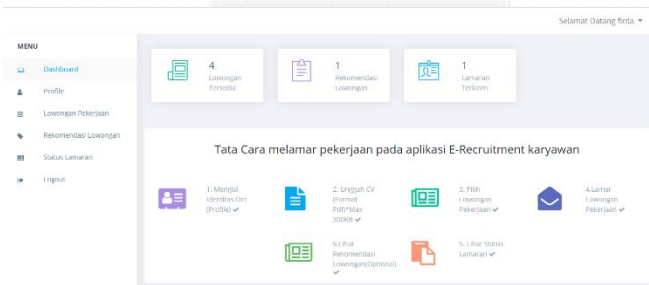 Selamat Datang firda
MENU
Dashboard
Profile
Lowongan Pekerjaan
Rekomendasi Lowongan
Status Lamaran
Logout
4
Lowongan
Tersedia
1
Rekomendasi
Lowongan
1
Lamaran
Terkirim
Tata Cara melamar pekerjaan pada aplikasi E-Recruitment karyawan
1. Mengisi
Identitas Diri
(Profile) ✔
2. Unggah CV
(Format
Pdf)*Max
300KB ✔
3. Pilih
Lowongan
Pekerjaan ✔
4.Lamar
Lowongan
Pekerjaan ✔
5.Lihat
Rekomendasi
Lowongan(Optional)
✔
5. Lihat Status
Lamaran ✔